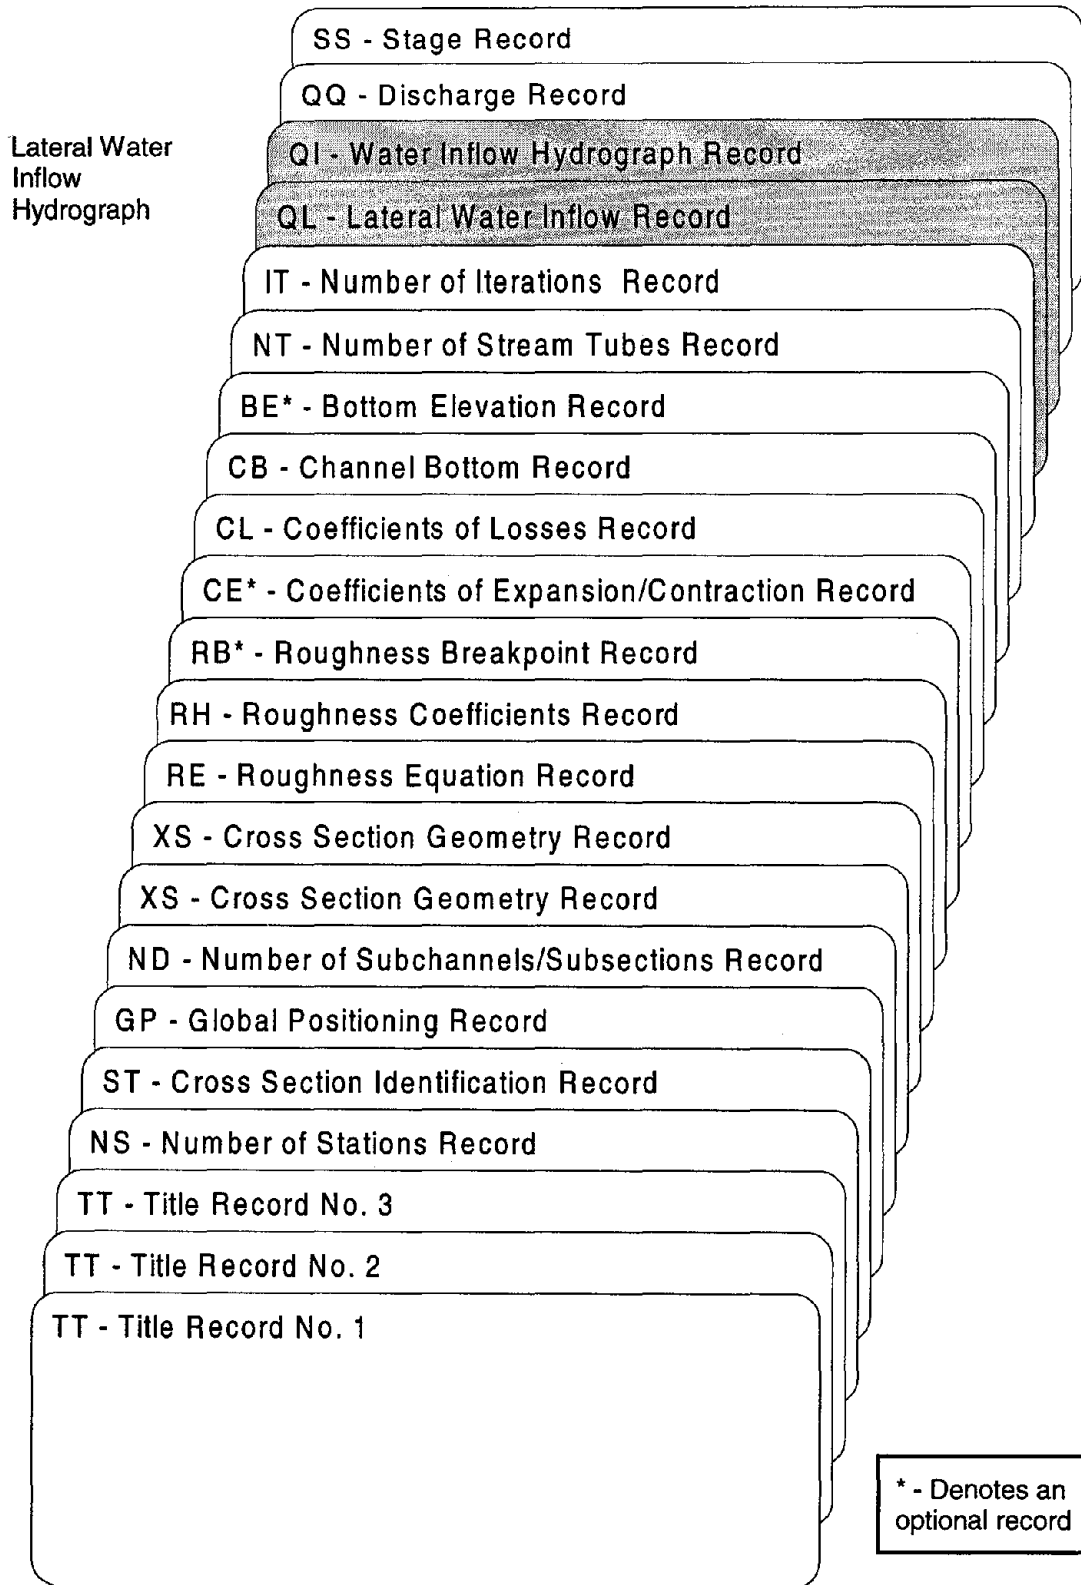 SS - Stage Record
QQ - Discharge Record
Lateral Water
Inflow
Hydrograph
QI - Water Inflow Hydrograph Record
QL - Lateral Water Inflow Record
IT - Number of Iterations Record
NT - Number of Stream Tubes Record
BE* - Bottom Elevation Record
CB - Channel Bottom Record
CL - Coefficients of Losses Record
CE* - Coefficients of Expansion/Contraction Record
RB* - Roughness Breakpoint Record
RH - Roughness Coefficients Record
RE - Roughness Equation Record
XS - Cross Section Geometry Record
XS - Cross Section Geometry Record
ND - Number of Subchannels/Subsections Record
GP - Global Positioning Record
ST - Cross Section Identification Record
NS - Number of Stations Record
TT - Title Record No. 3
TT - Title Record No. 2
TT - Title Record No. 1
* - Denotes an
optional record